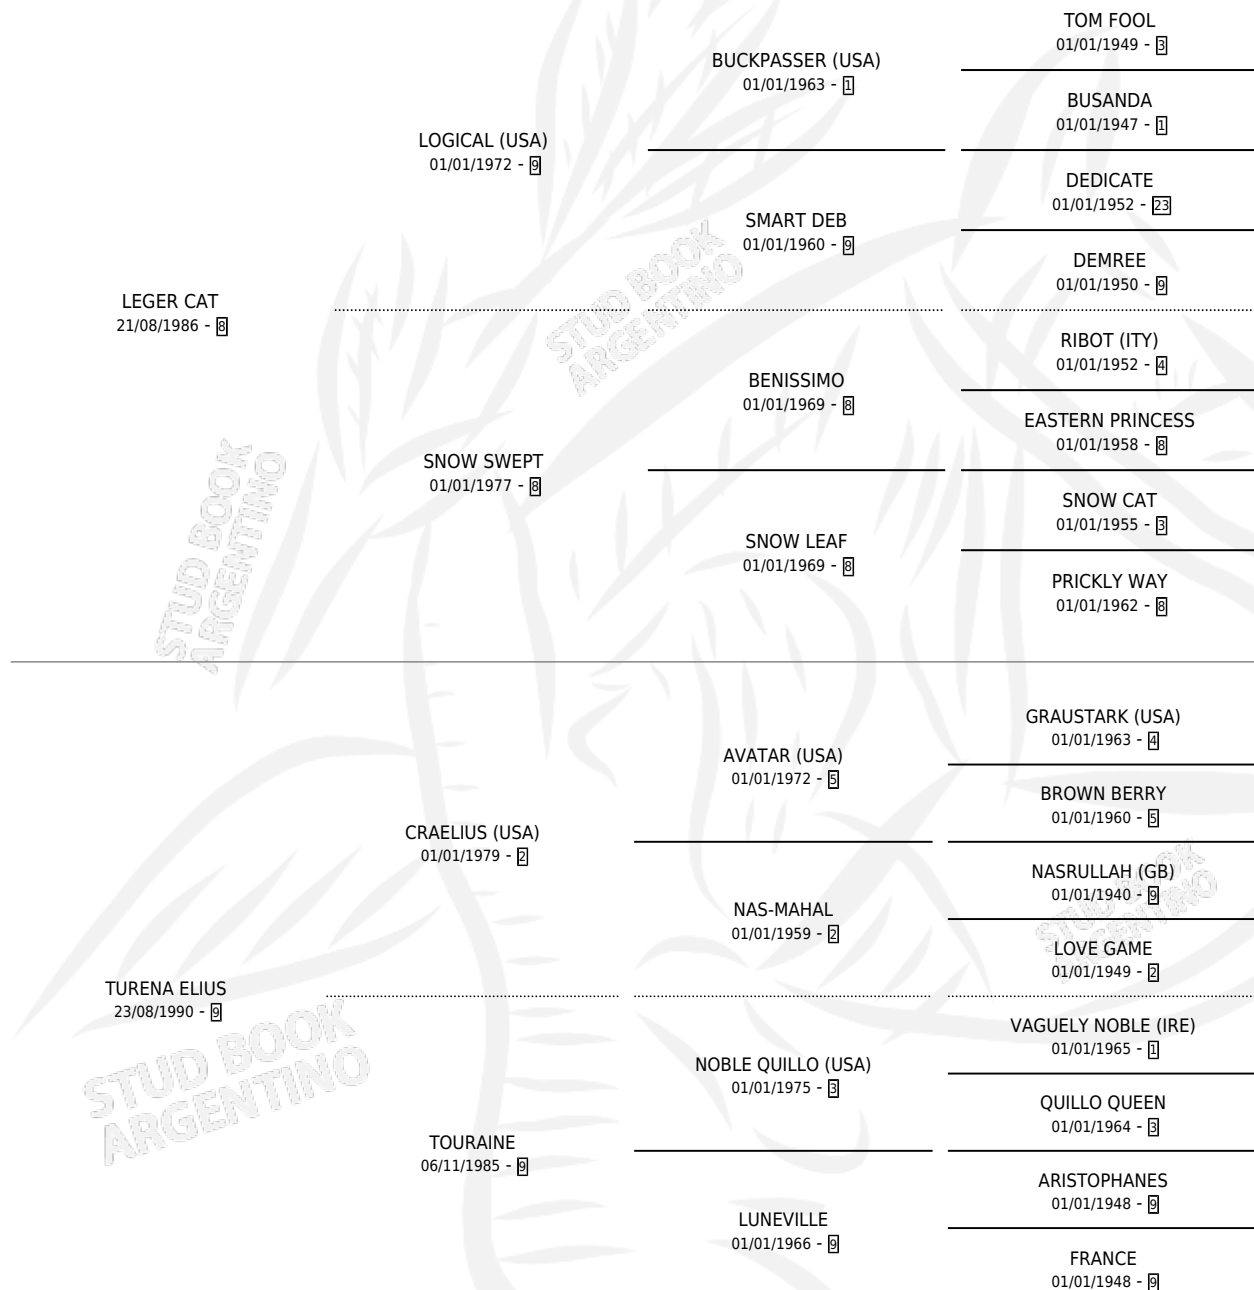 TOM FOOL
01/01/1949 - 3
BUCKPASSER (USA)
01/01/1963 - 1
BUSANDA
01/01/1947 - 1
LOGICAL (USA)
01/01/1972 - 9
DEDICATE
01/01/1952 - 23
SMART DEB
01/01/1960 - 9
DEMREE
01/01/1950 - 9
LEGER CAT
21/08/1986 - 8
RIBOT (ITY)
01/01/1952 - 4
BENISSIMO
01/01/1969 - 8
EASTERN PRINCESS
01/01/1958 - 8
SNOW SWEPT
01/01/1977 - 8
SNOW CAT
01/01/1955 - 3
SNOW LEAF
01/01/1969 - 8
PRICKLY WAY
01/01/1962 - 8
GRAUSTARK (USA)
01/01/1963 - 4
AVATAR (USA)
01/01/1972 - 5
BROWN BERRY
01/01/1960 - 5
CRAELIUS (USA)
01/01/1979 - 2
NASRULLAH (GB)
01/01/1940 - 9
NAS-MAHAL
01/01/1959 - 2
LOVE GAME
01/01/1949 - 2
TURENA ELIUS
23/08/1990 - 9
VAGUELY NOBLE (IRE)
01/01/1965 - 1
NOBLE QUILLO (USA)
01/01/1975 - 3
QUILLO QUEEN
01/01/1964 - 3
TOURAINE
06/11/1985 - 9
ARISTOPHANES
01/01/1948 - 9
LUNEVILLE
01/01/1966 - 9
FRANCE
01/01/1948 - 9
STUD BOOK
ARGENTINO
STUD BOOK
ARGENTINO
STUD BOOK
ARGENTINO
STUD BOOK
ARGENTINO